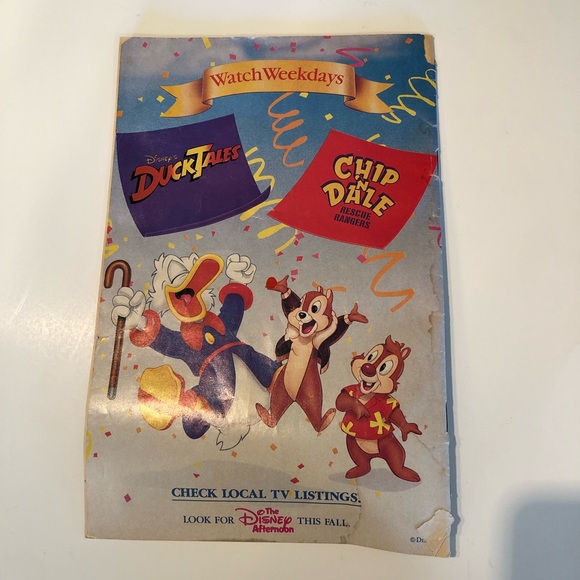 Watch Weekdays
DISNEY'S
DUCKTALES
CHIP
'N
DALE
RESCUE
RANGERS
CHECK LOCAL TV LISTINGS.
LOOK FOR The Disney Afternoon THIS FALL.